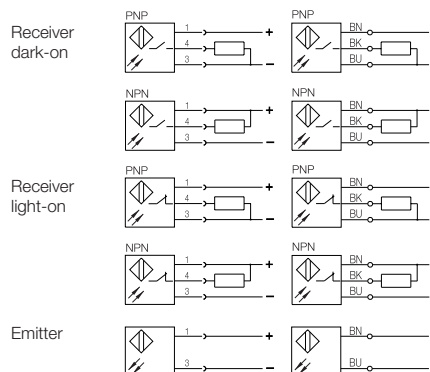 PNP
PNP
Receiver
dark-on
1
+
4
3
–
BN
+
BK
BU
–
NPN
NPN
1
+
4
3
–
BN
+
BK
BU
–
PNP
PNP
Receiver
light-on
1
+
4
3
–
BN
+
BK
BU
–
NPN
NPN
1
+
4
3
–
BN
+
BK
BU
–
Emitter
1
+
3
–
BN
+
BU
–